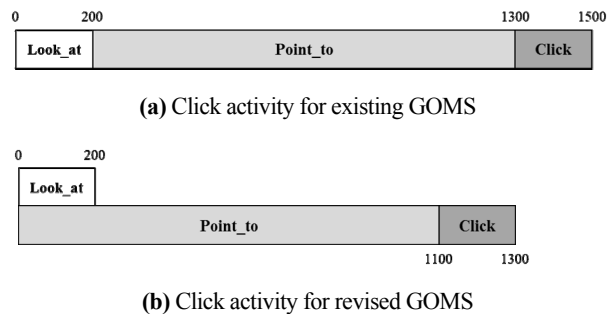 0 200 1300 1500
Look_at Point_to Click
(a) Click activity for existing GOMS
0 200
Look_at
Point_to Click
1100 1300
(b) Click activity for revised GOMS